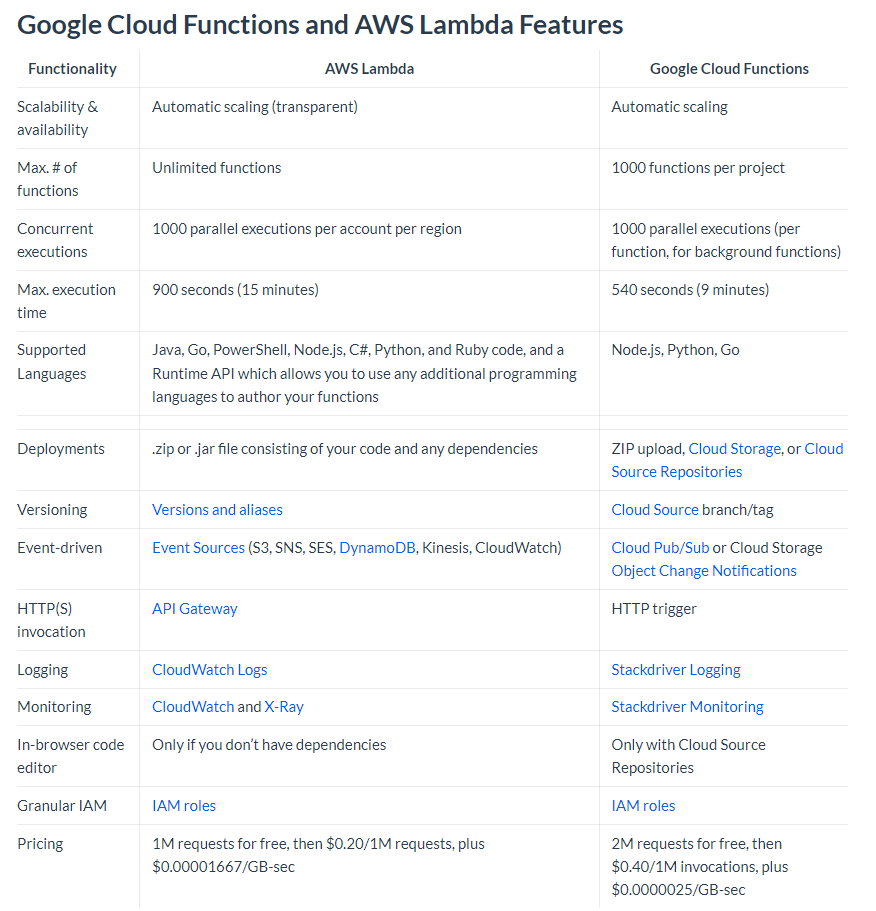 Google Cloud Functions and AWS Lambda Features
Functionality AWS Lambda Google Cloud Functions
Scalability & Automatic scaling (transparent) Automatic scaling
availability
Max. # of Unlimited functions 1000 functions per project
functions
Concurrent 1000 parallel executions per account per region 1000 parallel executions (per
executions function, for background functions)
Max. execution 900 seconds (15 minutes) 540 seconds (9 minutes)
time
Supported Java, Go, PowerShell, Node.js, C#, Python, and Ruby code, and a Node.js, Python, Go
Languages Runtime API which allows you to use any additional programming
languages to author your functions
Deployments .zip or .jar file consisting of your code and any dependencies ZIP upload, Cloud Storage, or Cloud
Source Repositories
Versioning Versions and aliases Cloud Source branch/tag
Event-driven Event Sources (S3, SNS, SES, DynamoDB, Kinesis, CloudWatch) Cloud Pub/Sub or Cloud Storage
Object Change Notifications
HTTP(S) API Gateway HTTP trigger
invocation
Logging CloudWatch Logs Stackdriver Logging
Monitoring CloudWatch and X-Ray Stackdriver Monitoring
In-browser code Only if you don’t have dependencies Only with Cloud Source
editor Repositories
Granular IAM IAM roles IAM roles
Pricing 1M requests for free, then $0.20/1M requests, plus 2M requests for free, then
$0.00001667/GB-sec $0.40/1M invocations, plus
$0.0000025/GB-sec